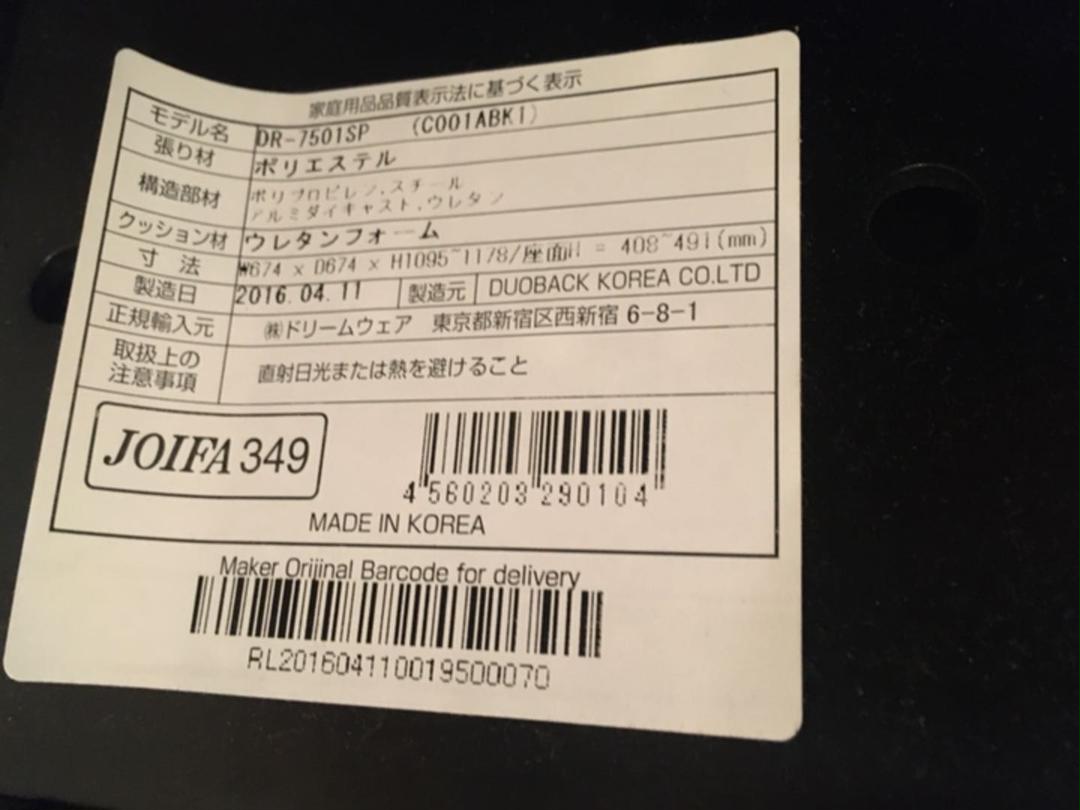 家庭用品品質表示法に基づく表示
モデル名 DR-7501SP (C001ABK1)
張り材 ポリエステル
構造部材 ポリプロピレン,スチール
アルミダイキャスト,ウレタン
クッション材 ウレタンフォーム
寸 法 W674 x D674 x H1095~1178/座面H = 408~491(mm)
製造日 2016.04.11 製造元 DUOBACK KOREA CO.LTD
正規輸入元 ㈱ドリームウェア 東京都新宿区西新宿 6-8-1
取扱上の
注意事項 直射日光または熱を避けること
JOIFA 349
4 560203 290104
MADE IN KOREA
Maker Orijinal Barcode for delivery
RL201604110019500070